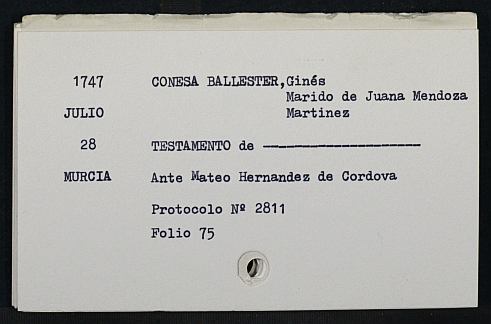 1747 CONESA BALLESTER,Ginés
Marido de Juana Mendoza
JULIO Martinez
28 TESTAMENTO de --------------------
MURCIA Ante Mateo Hernandez de Cordova
Protocolo Nº 2811
Folio 75